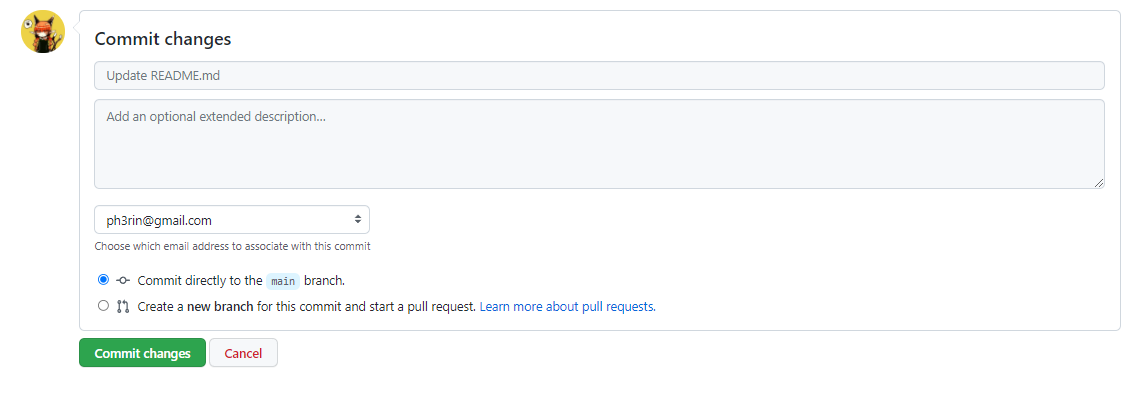 Commit changes
Update README.md
Add an optional extended description...
ph3rin@gmail.com
Choose which email address to associate with this commit
Commit directly to the main branch.
Create a new branch for this commit and start a pull request. Learn more about pull requests.
Commit changes Cancel